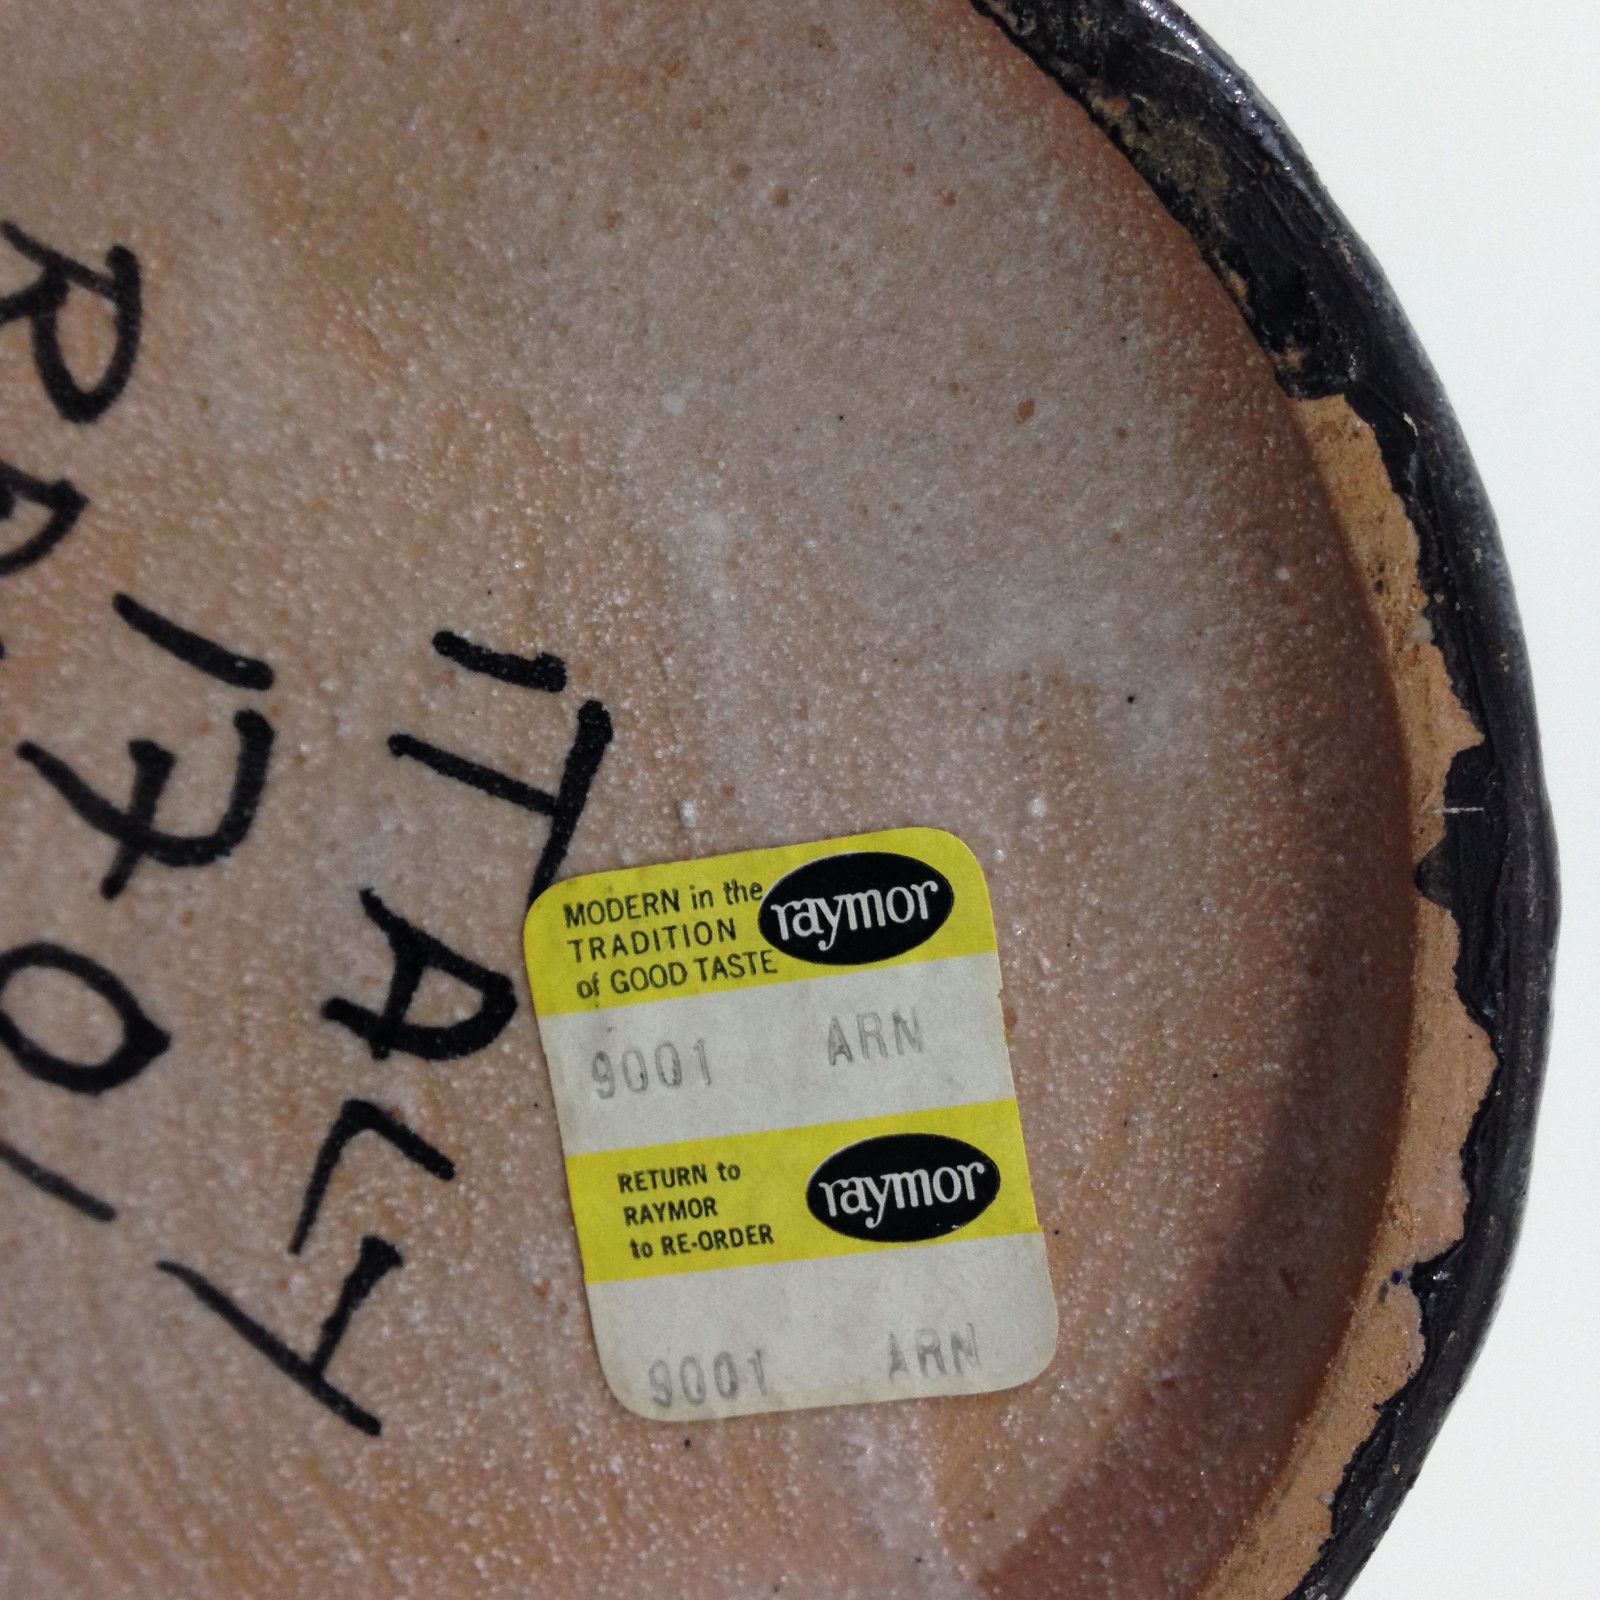 R
1701
ITALY
MODERN in the
TRADITION
of GOOD TASTE
raymor
9001 ARN
RETURN to
RAYMOR
to RE-ORDER
raymor
9001 ARN